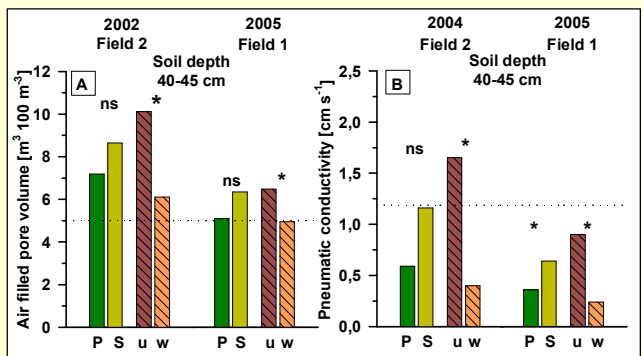 2002
Field 2
2005
Field 1
Soil depth
40-45 cm
A
ns
*
ns
*
Air filled pore volume [m³ 100 m⁻³]
12
10
8
6
4
2
0
P S u w P S u w
2004
Field 2
2005
Field 1
Soil depth
40-45 cm
B
ns
*
*
*
Pneumatic conductivity [cm s⁻¹]
2,5
2,0
1,5
1,0
0,5
0,0
P S u w P S u w